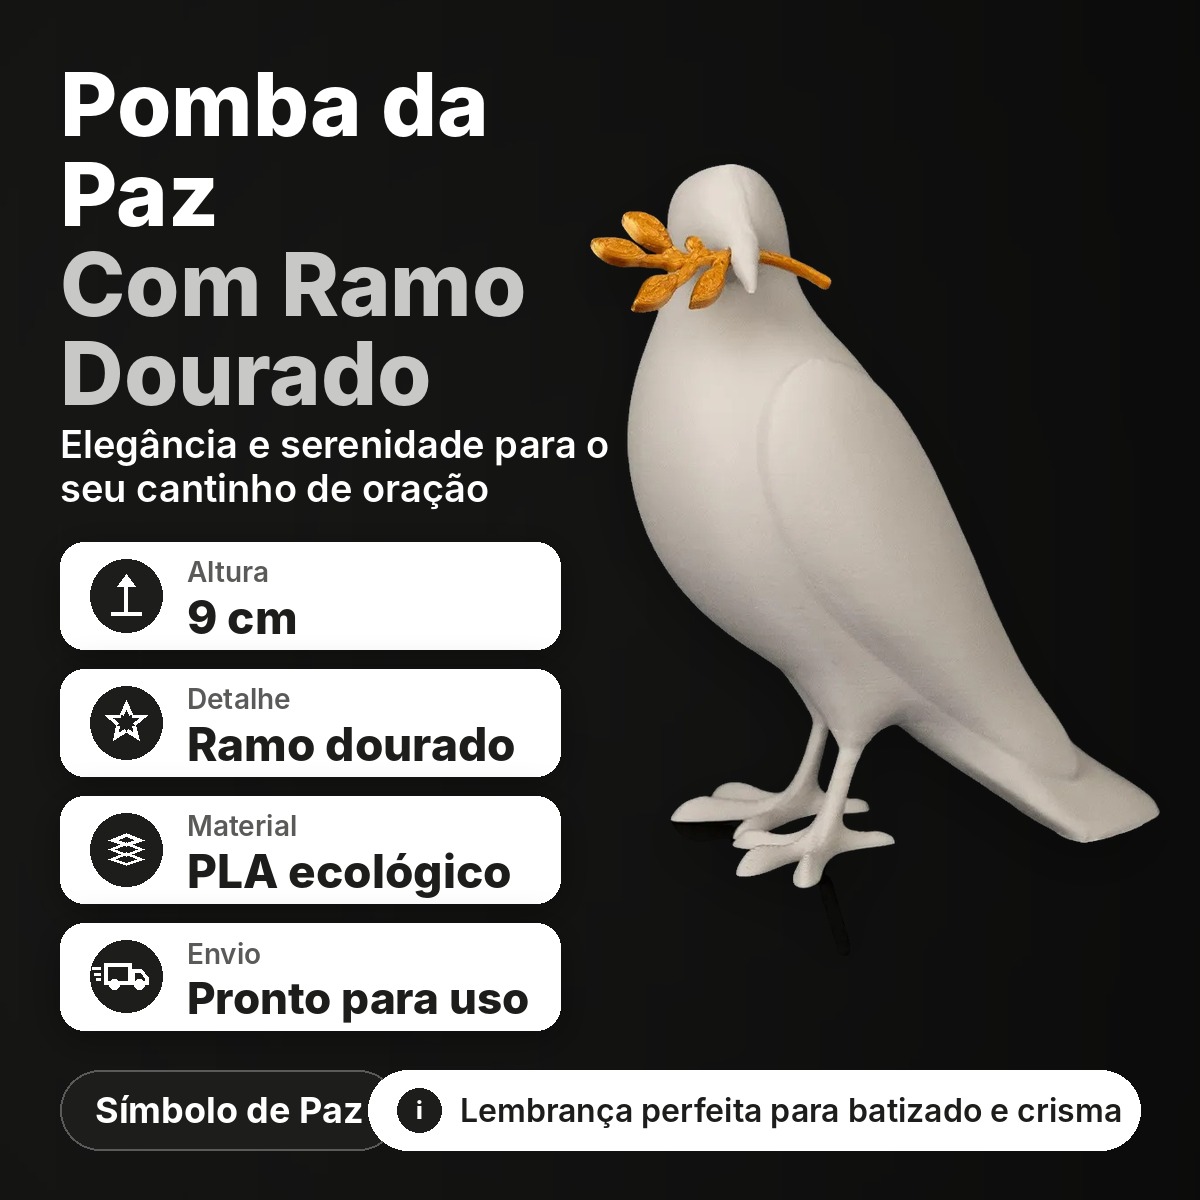 Pomba da
Paz
Com Ramo
Dourado
Elegância e serenidade para o
seu cantinho de oração
Altura
9 cm
Detalhe
Ramo dourado
Material
PLA ecológico
Envio
Pronto para uso
Símbolo de Paz
i
Lembrança perfeita para batizado e crisma